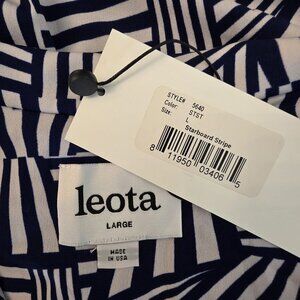 STYLE# 5640
Color: STST
Size: L
Starboard Stripe
8 11950 03406 5
leota
LARGE
MADE
IN USA